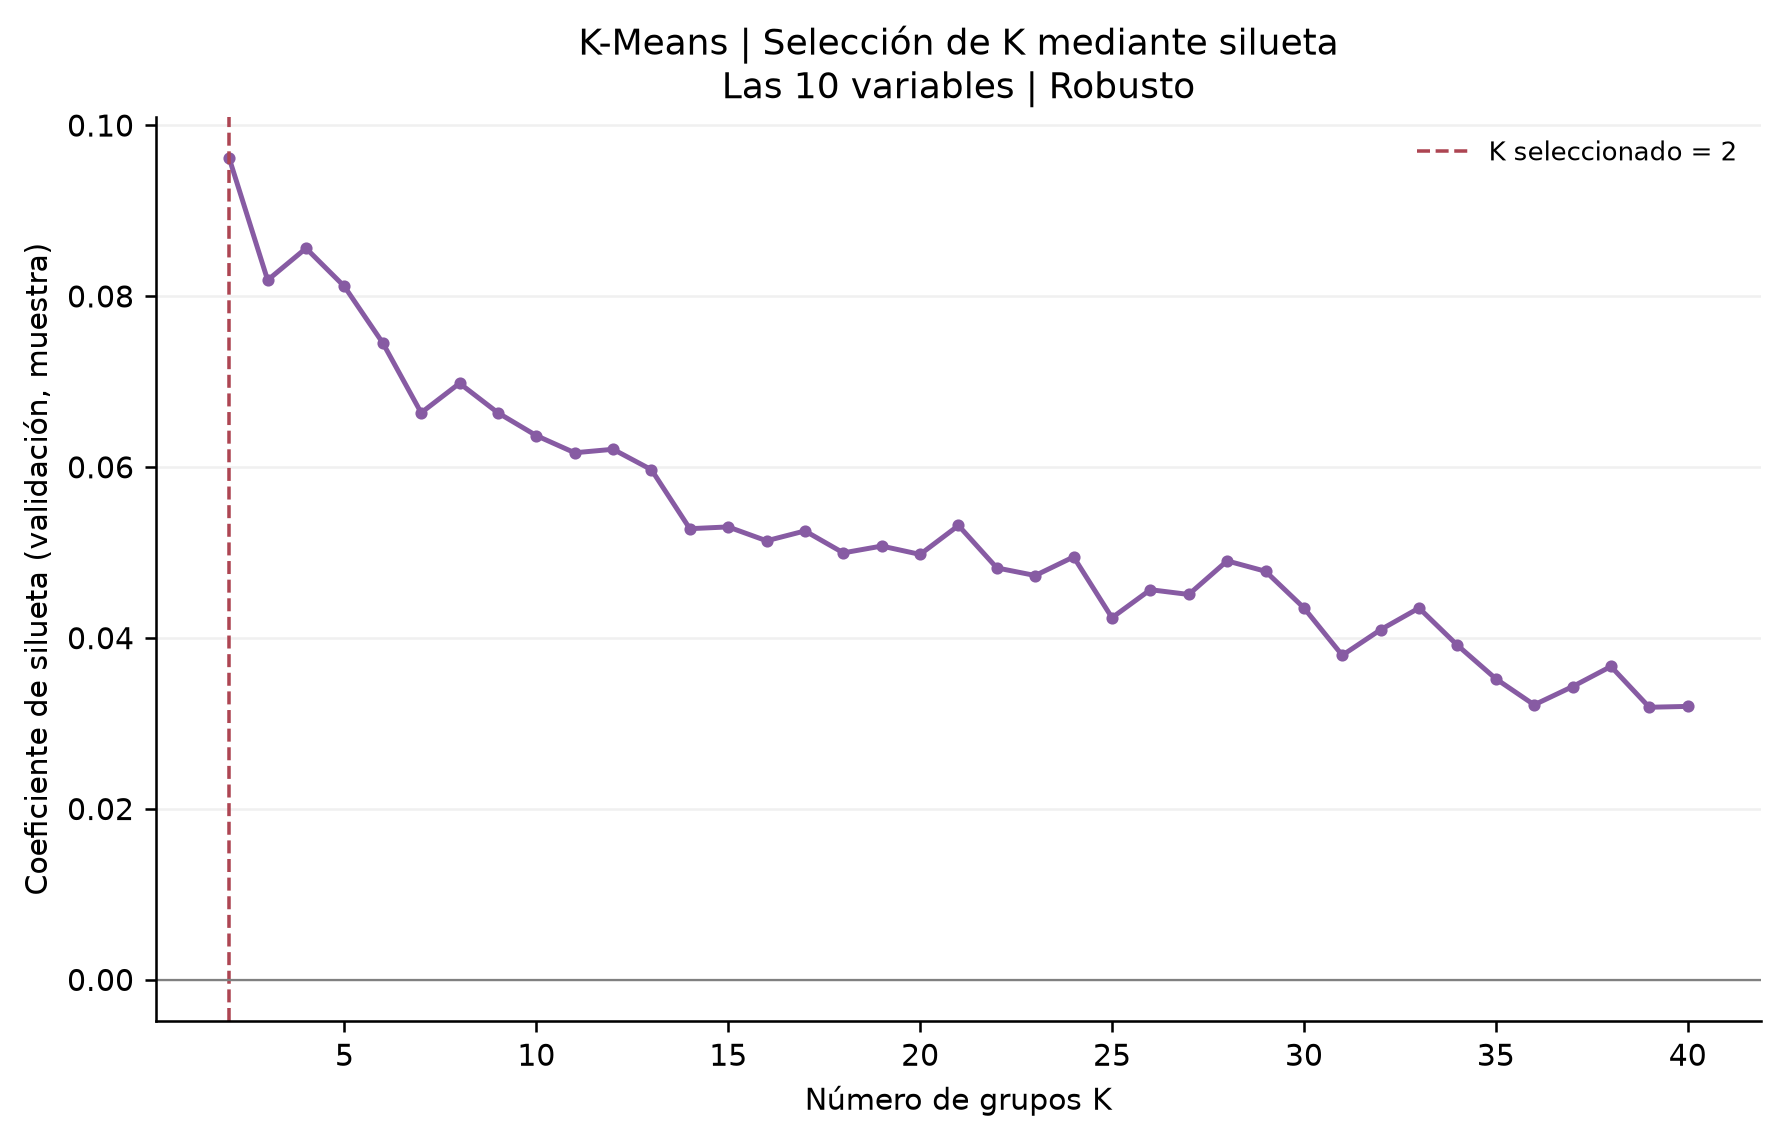 K-Means | Selección de K mediante silueta
Las 10 variables | Robusto
K seleccionado = 2
Coeficiente de silueta (validación, muestra)
0.10
0.08
0.06
0.04
0.02
0.00
5 10 15 20 25 30 35 40
Número de grupos K